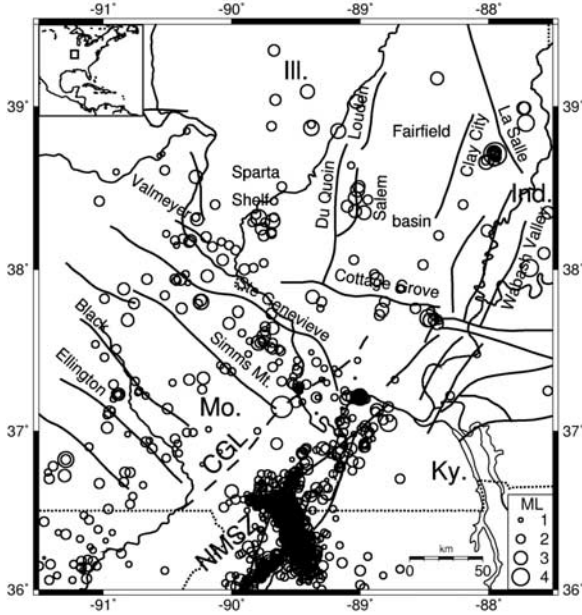 -91 -90 -89 -88
39 39
38 38
37 37
36 36
-91 -90 -89 -88
Ill.
Louden
Fairfield
La Salle
Clay City
Sparta
Shelf
Du Quoin
Salem
Ind.
Valmeyer
basin
Wabash Valley
Cottage Grove
Ste Genevieve
Black
Simms Mt.
Ellington
Mo.
CGL
Ky.
NMSZ
ML
1
2
3
4
km
0 50